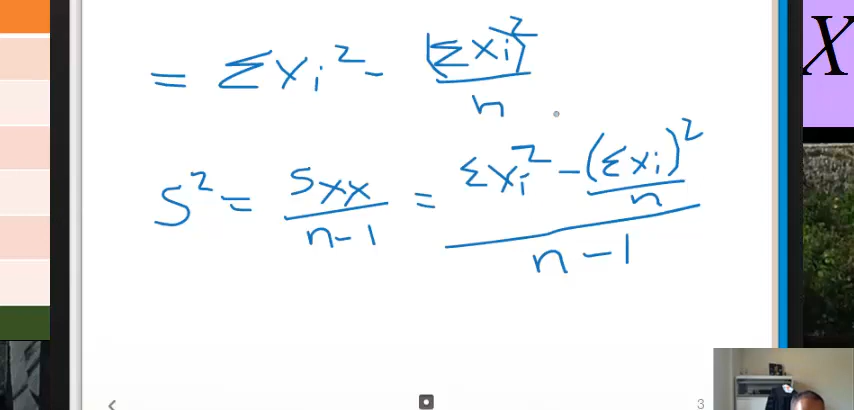 = Σxi² - (Σxi)²/n
S² = Sxx/n-1 = Σxi² - (Σxi)²/n / n-1
X
3